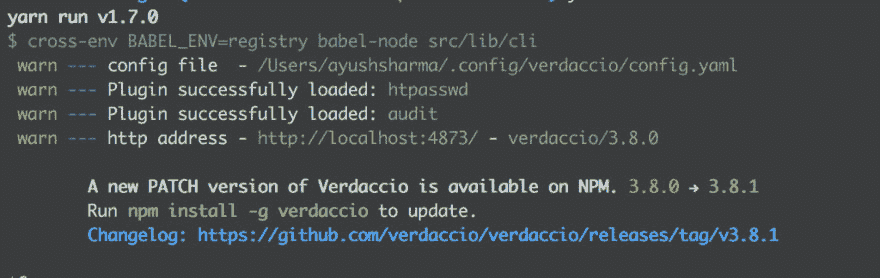 yarn run v1.7.0
$ cross-env BABEL_ENV=registry babel-node src/lib/cli
warn --- config file  - /Users/ayushsharma/.config/verdaccio/config.yaml
warn --- Plugin successfully loaded: htpasswd
warn --- Plugin successfully loaded: audit
warn --- http address - http://localhost:4873/ - verdaccio/3.8.0
A new PATCH version of Verdaccio is available on NPM. 3.8.0 → 3.8.1
Run npm install -g verdaccio to update.
Changelog: https://github.com/verdaccio/verdaccio/releases/tag/v3.8.1